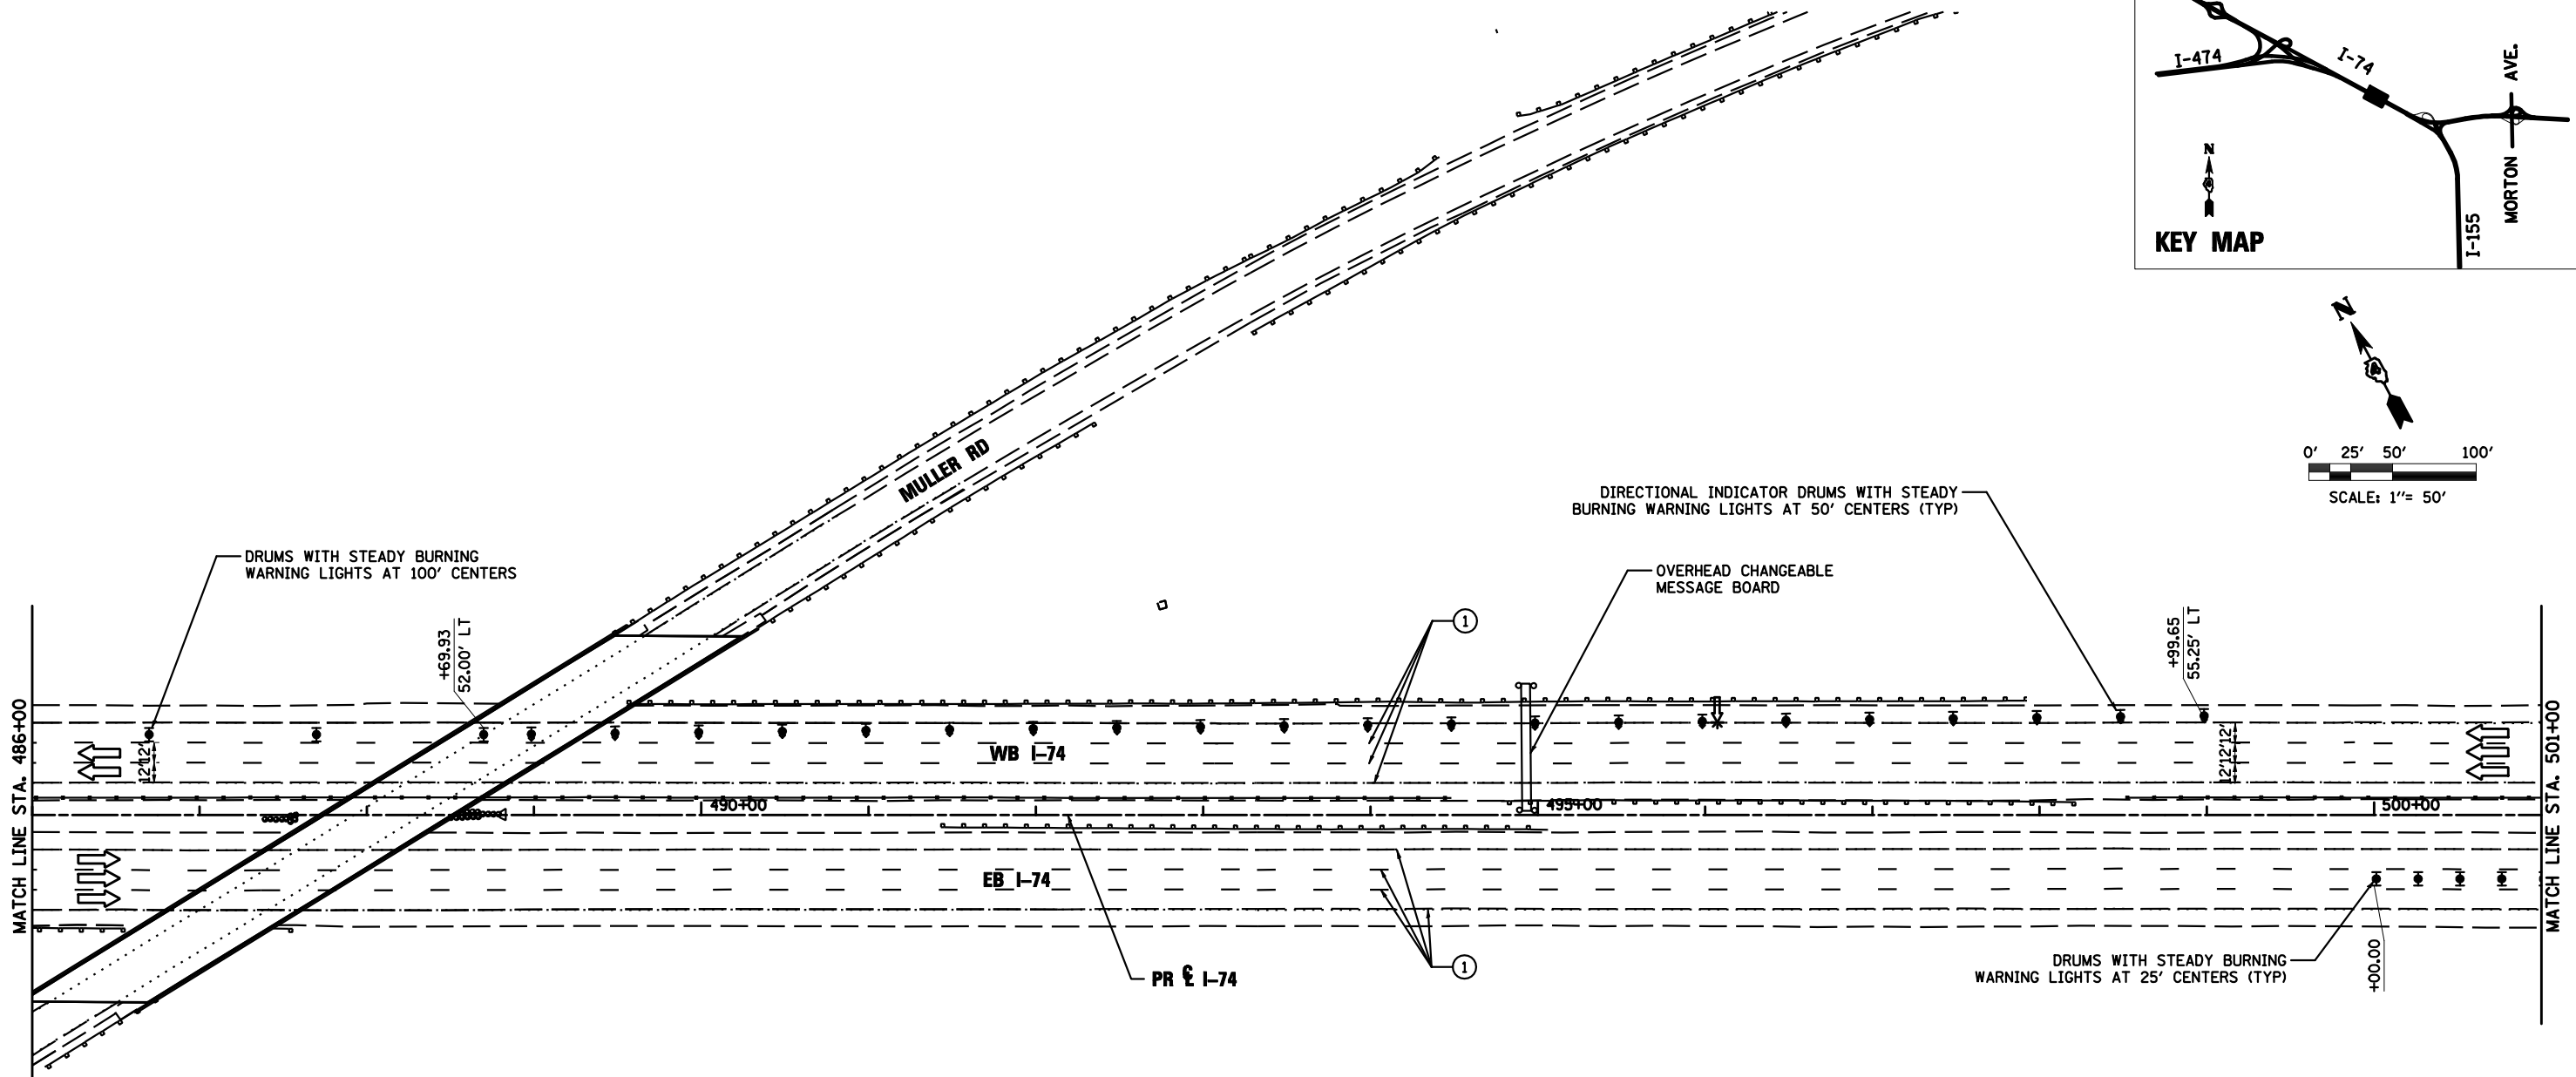 I-474
I-74
MORTON AVE.
N
I-155
KEY MAP
N
0' 25' 50' 100'
SCALE: 1"= 50'
MULLER RD
DIRECTIONAL INDICATOR DRUMS WITH STEADY
BURNING WARNING LIGHTS AT 50' CENTERS (TYP)
DRUMS WITH STEADY BURNING
WARNING LIGHTS AT 100' CENTERS
OVERHEAD CHANGEABLE
MESSAGE BOARD
+69.93
52.00' LT
1
+99.65
55.25' LT
MATCH LINE STA. 486+00
MATCH LINE STA. 501+00
12'12'
WB I-74
12'12'12'
490+00
495+00
500+00
EB I-74
1
PR ℄ I-74
DRUMS WITH STEADY BURNING
WARNING LIGHTS AT 25' CENTERS (TYP)
+00.00